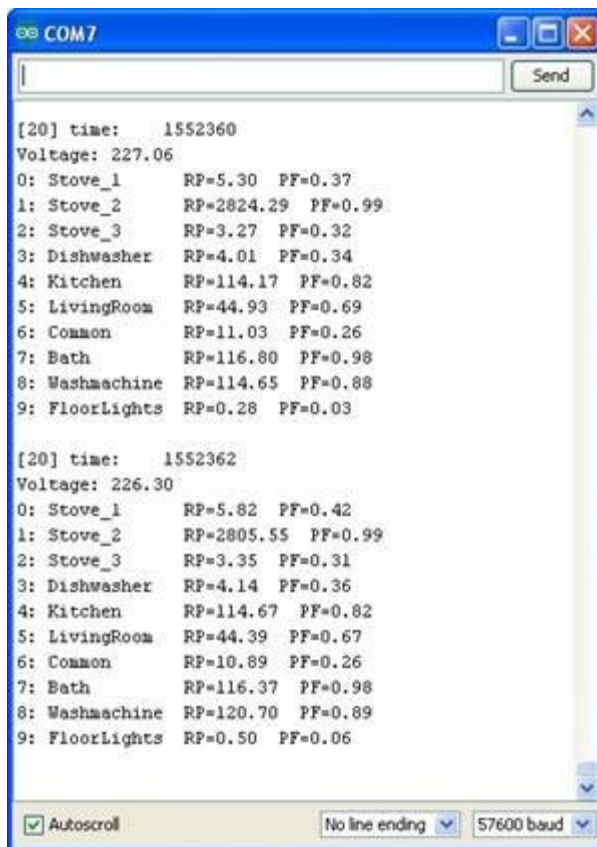 COM7
Send
[20] time:    1552360
Voltage: 227.06
0: Stove_1      RP=5.30  PF=0.37
1: Stove_2      RP=2824.29  PF=0.99
2: Stove_3      RP=3.27  PF=0.32
3: Dishwasher   RP=4.01  PF=0.34
4: Kitchen      RP=114.17  PF=0.82
5: LivingRoom   RP=44.93  PF=0.69
6: Common       RP=11.03  PF=0.26
7: Bath         RP=116.80  PF=0.98
8: Washmachine  RP=114.65  PF=0.88
9: FloorLights  RP=0.28  PF=0.03
[20] time:    1552362
Voltage: 226.30
0: Stove_1      RP=5.82  PF=0.42
1: Stove_2      RP=2805.55  PF=0.99
2: Stove_3      RP=3.35  PF=0.31
3: Dishwasher   RP=4.14  PF=0.36
4: Kitchen      RP=114.67  PF=0.82
5: LivingRoom   RP=44.39  PF=0.67
6: Common       RP=10.89  PF=0.26
7: Bath         RP=116.37  PF=0.98
8: Washmachine  RP=120.70  PF=0.89
9: FloorLights  RP=0.50  PF=0.06
Autoscroll No line ending 57600 baud